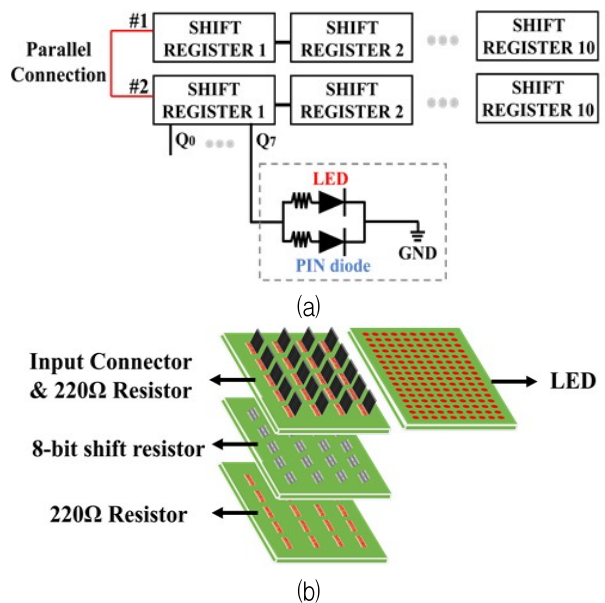 #1
SHIFT
REGISTER 1
SHIFT
REGISTER 2
SHIFT
REGISTER 10
Parallel
Connection
#2
SHIFT
REGISTER 1
SHIFT
REGISTER 2
SHIFT
REGISTER 10
Q0
Q7
LED
GND
PIN diode
(a)
Input Connector
& 220Ω Resistor
LED
8-bit shift resistor
220Ω Resistor
(b)